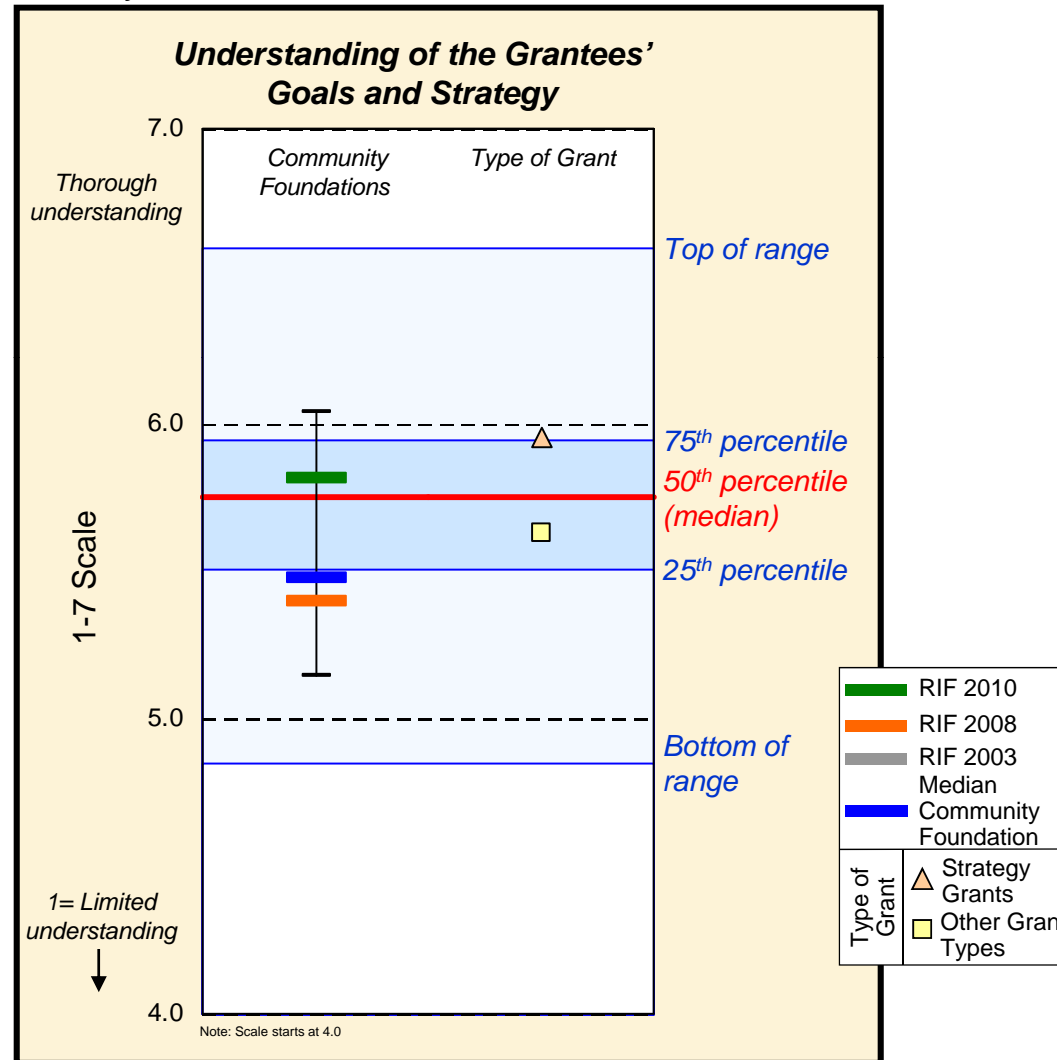 Understanding of the Grantees'
Goals and Strategy
7.0
Community
Foundations
Type of Grant
Thorough
understanding
Top of range
6.0
75th percentile
50th percentile
(median)
25th percentile
1-7 Scale
5.0
Bottom of
range
1= Limited
understanding
4.0
Note: Scale starts at 4.0
RIF 2010
RIF 2008
RIF 2003
Median
Community
Foundation
Type of
Grant
Strategy
Grants
Other Gran
Types